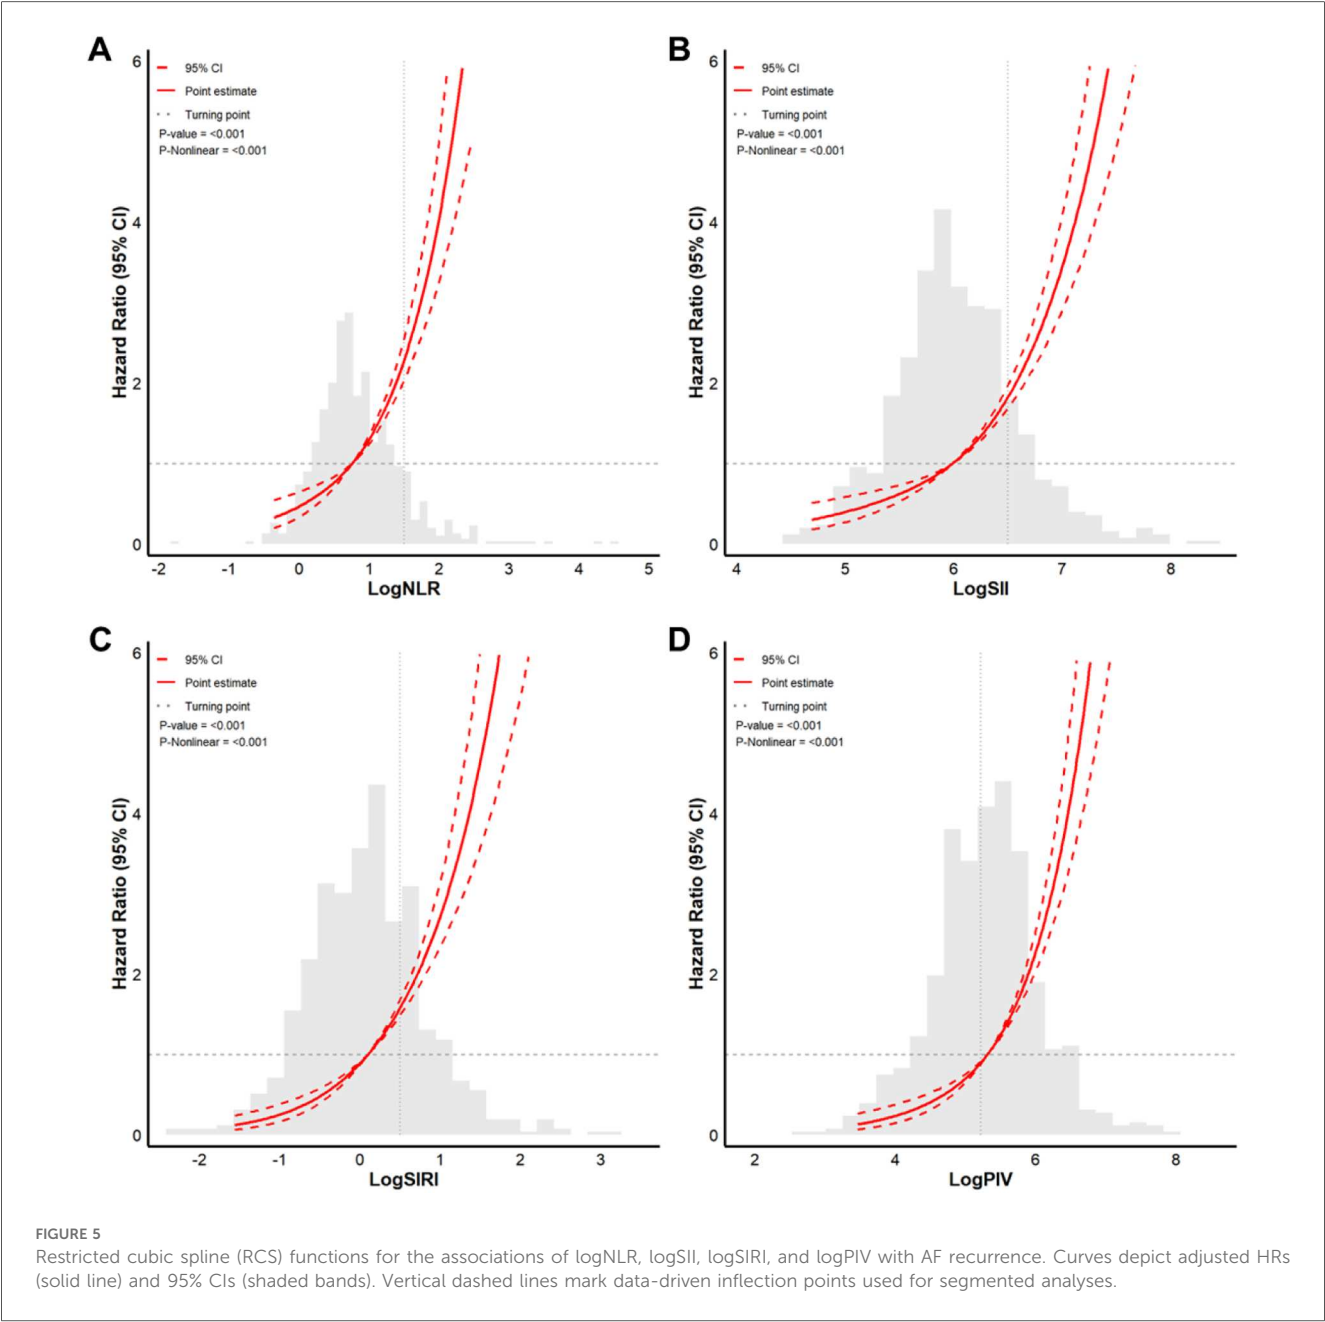 A
6
95% CI
Point estimate
Turning point
P-value = <0.001
P-Nonlinear = <0.001
4
2
0
Hazard Ratio (95% CI)
-2 -1 0 1 2 3 4 5
LogNLR
B
6
95% CI
Point estimate
Turning point
P-value = <0.001
P-Nonlinear = <0.001
4
2
0
Hazard Ratio (95% CI)
4 5 6 7 8
LogSII
C
6
95% CI
Point estimate
Turning point
P-value = <0.001
P-Nonlinear = <0.001
4
2
0
Hazard Ratio (95% CI)
-2 -1 0 1 2 3
LogSIRI
D
6
95% CI
Point estimate
Turning point
P-value = <0.001
P-Nonlinear = <0.001
4
2
0
Hazard Ratio (95% CI)
2 4 6 8
LogPIV
FIGURE 5
Restricted cubic spline (RCS) functions for the associations of logNLR, logSII, logSIRI, and logPIV with AF recurrence. Curves depict adjusted HRs
(solid line) and 95% CIs (shaded bands). Vertical dashed lines mark data-driven inflection points used for segmented analyses.